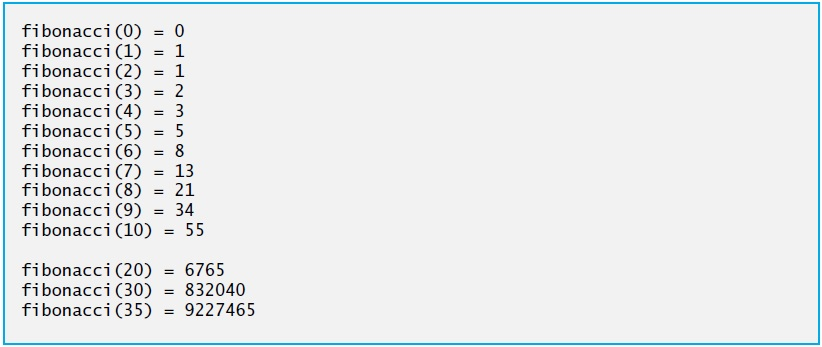 fibonacci(0) = 0
fibonacci(1) = 1
fibonacci(2) = 1
fibonacci(3) = 2
fibonacci(4) = 3
fibonacci(5) = 5
fibonacci(6) = 8
fibonacci(7) = 13
fibonacci(8) = 21
fibonacci(9) = 34
fibonacci(10) = 55
fibonacci(20) = 6765
fibonacci(30) = 832040
fibonacci(35) = 9227465